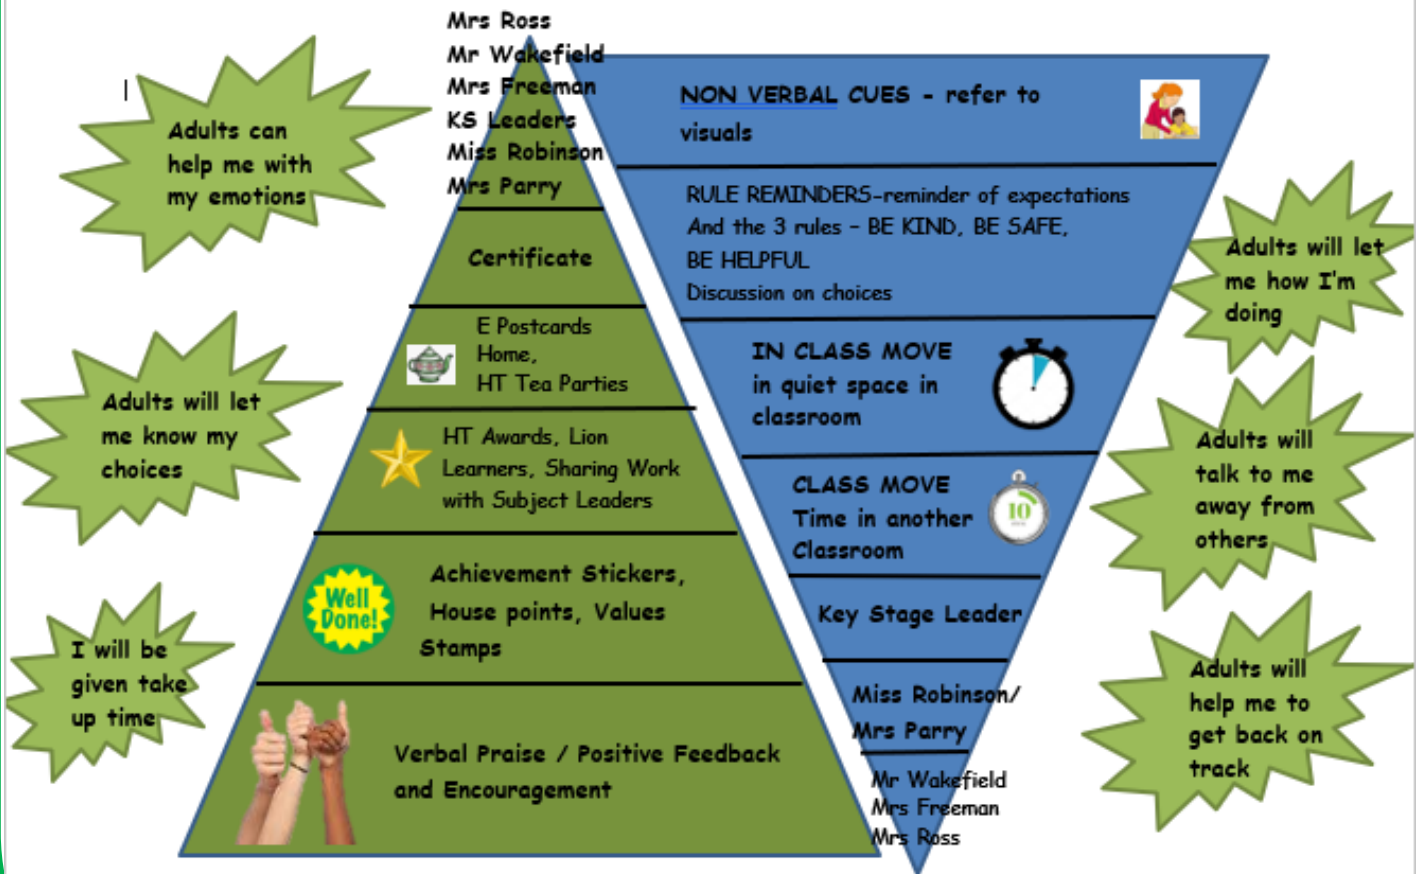 Mrs Ross
Mr Wakefield
Mrs Freeman
KS Leaders
Miss Robinson
Mrs Parry
Certificate
E Postcards
Home,
HT Tea Parties
HT Awards, Lion
Learners, Sharing Work
with Subject Leaders
Well
Done!
Achievement Stickers,
House points, Values
Stamps
Verbal Praise / Positive Feedback
and Encouragement
NON VERBAL CUES - refer to
visuals
RULE REMINDERS-reminder of expectations
And the 3 rules – BE KIND, BE SAFE,
BE HELPFUL
Discussion on choices
IN CLASS MOVE
in quiet space in
classroom
CLASS MOVE
Time in another
Classroom
10
Key Stage Leader
Miss Robinson/
Mrs Parry
Mr Wakefield
Mrs Freeman
Mrs Ross
Adults can
help me with
my emotions
Adults will let
me know my
choices
I will be
given take
up time
Adults will let
me how I'm
doing
Adults will
talk to me
away from
others
Adults will
help me to
get back on
track